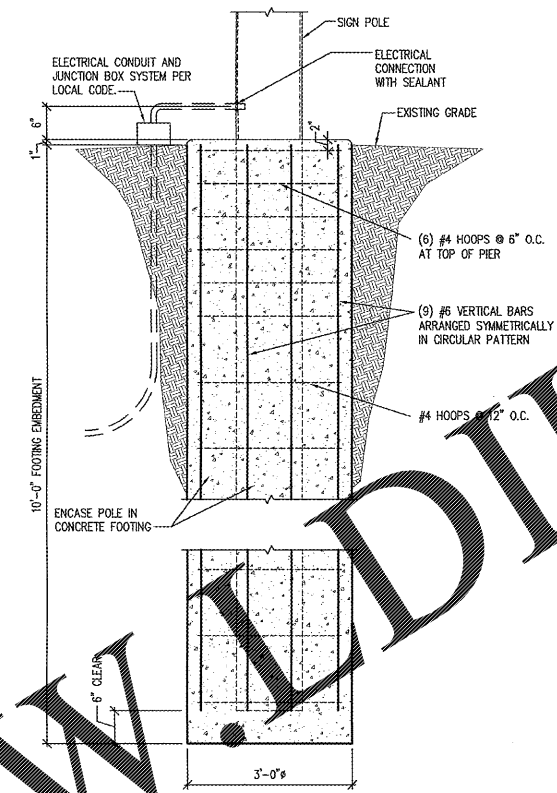 SIGN POLE
ELECTRICAL CONDUIT AND
JUNCTION BOX SYSTEM PER
LOCAL CODE.
ELECTRICAL
CONNECTION
WITH SEALANT
6"
1"
2"
EXISTING GRADE
(6) #4 HOOPS @ 6" O.C.
AT TOP OF PIER
(9) #6 VERTICAL BARS
ARRANGED SYMMETRICALLY
IN CIRCULAR PATTERN
#4 HOOPS @ 12" O.C.
10'-0" FOOTING EMBEDMENT
ENCASE POLE IN
CONCRETE FOOTING
6" CLEAR
3'-0"ø
W.LDI